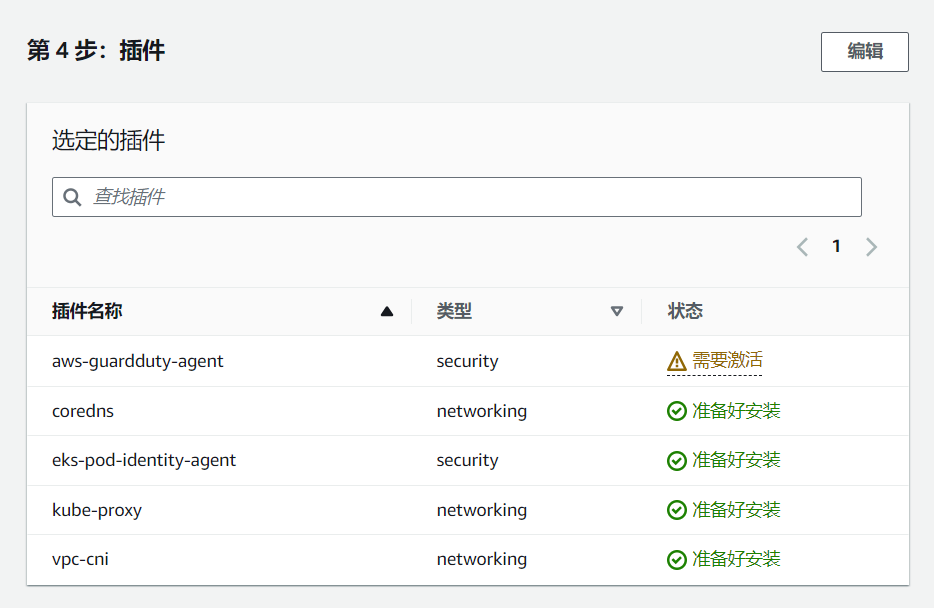 第 4 步：插件
编辑
选定的插件
查找插件
1
插件名称 类型 状态
aws-guardduty-agent security 需要激活
coredns networking 准备好安装
eks-pod-identity-agent security 准备好安装
kube-proxy networking 准备好安装
vpc-cni networking 准备好安装